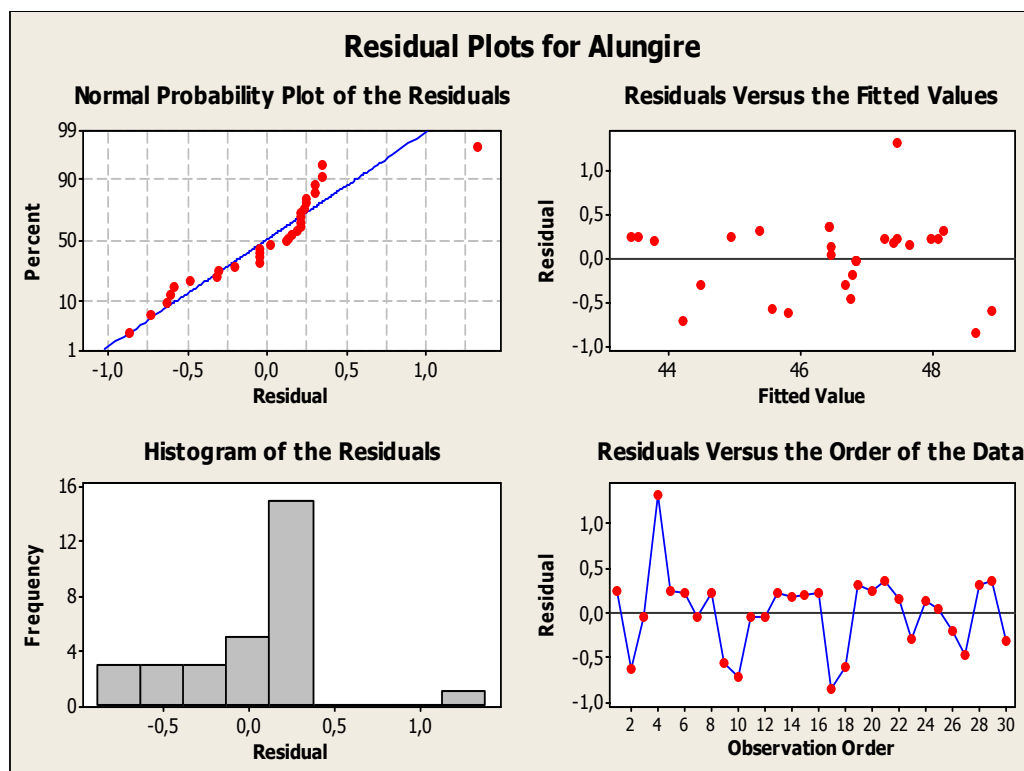 Residual Plots for Alungire
Normal Probability Plot of the Residuals
99
90
50
10
1
Percent
-1,0 -0,5 0,0 0,5 1,0
Residual
Residuals Versus the Fitted Values
1,0
0,5
0,0
-0,5
-1,0
Residual
44 46 48
Fitted Value
Histogram of the Residuals
16
12
8
4
0
Frequency
-0,5 0,0 0,5 1,0
Residual
Residuals Versus the Order of the Data
1,0
0,5
0,0
-0,5
-1,0
Residual
2 4 6 8 10 12 14 16 18 20 22 24 26 28 30
Observation Order